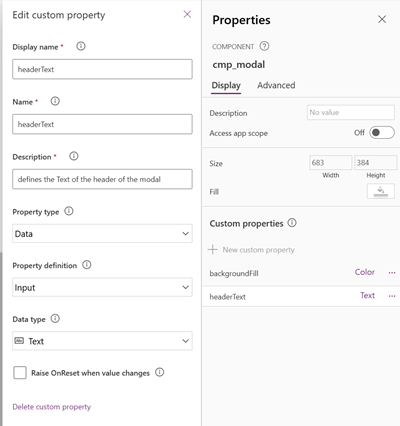 Edit custom property
Display name *
headerText
Name *
headerText
Description *
defines the Text of the header of the modal
Property type
Data
Property definition
Input
Data type
Abc Text
Raise OnReset when value changes
Delete custom property
Properties
COMPONENT
cmp_modal
Display Advanced
Description No value
Access app scope Off
Size 683 384
Width Height
Fill
Custom properties
New custom property
backgroundFill Color ...
headerText Text ...